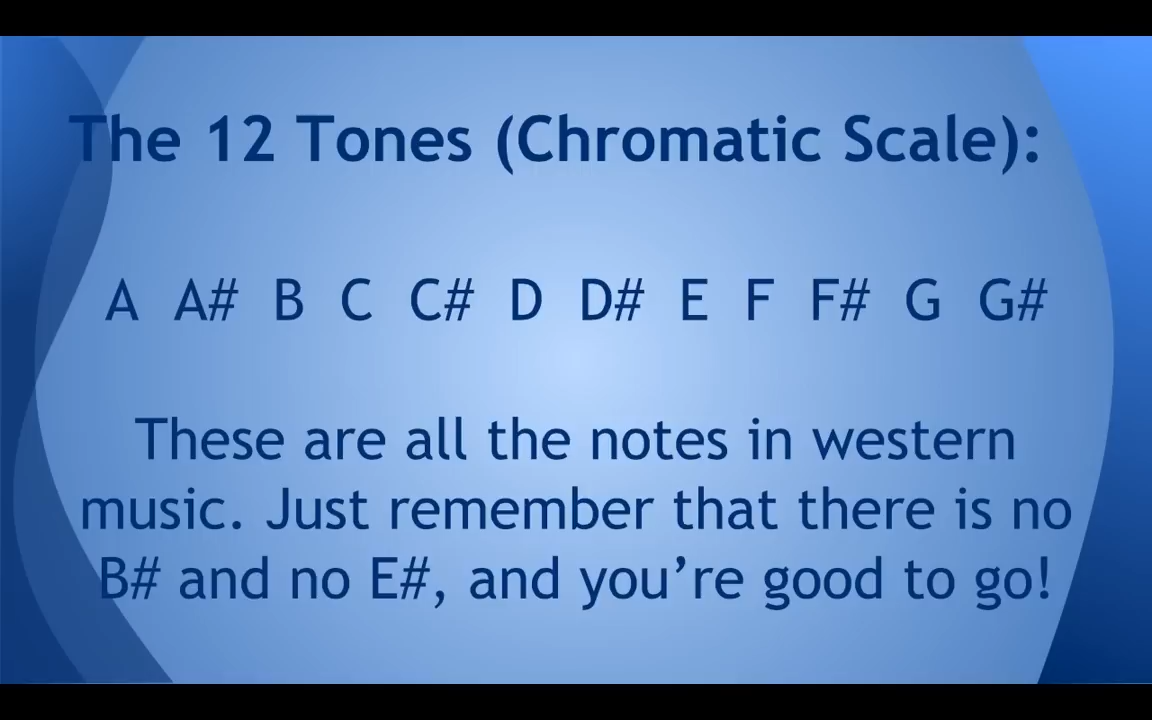 The 12 Tones (Chromatic Scale):
A A# B C C# D D# E F F# G G#
These are all the notes in western
music. Just remember that there is no
B# and no E#, and you’re good to go!